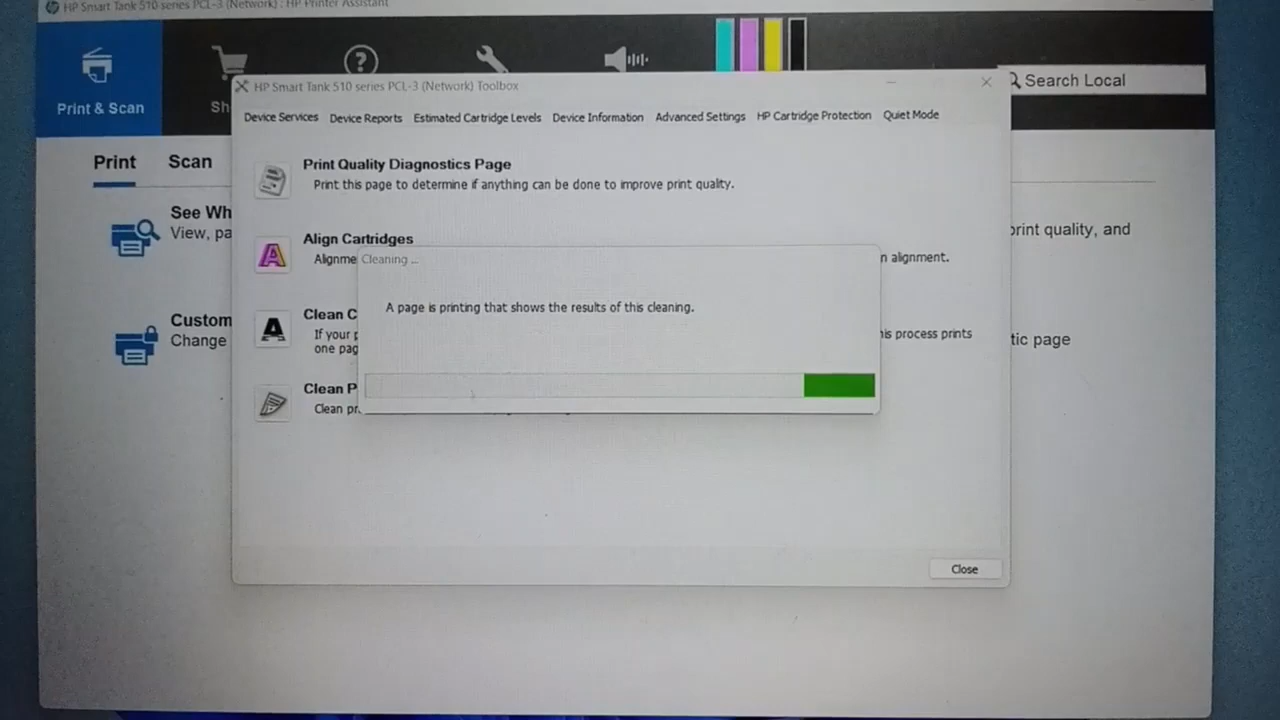 HP Smart Tank 510 series PCL-3 (Network) : HP Printer Assistant
Print & Scan
Sh
?
Search Local
HP Smart Tank 510 series PCL-3 (Network) Toolbox
Device Services Device Reports Estimated Cartridge Levels Device Information Advanced Settings HP Cartridge Protection Quiet Mode
Print Scan
Print Quality Diagnostics Page
Print this page to determine if anything can be done to improve print quality.
See Wh
View, pa
print quality, and
Align Cartridges
Alignme
n alignment.
Cleaning ...
A page is printing that shows the results of this cleaning.
Custom
Change
Clean C
If your p
his process prints
one pag
tic page
Clean P
Clean pr
Close